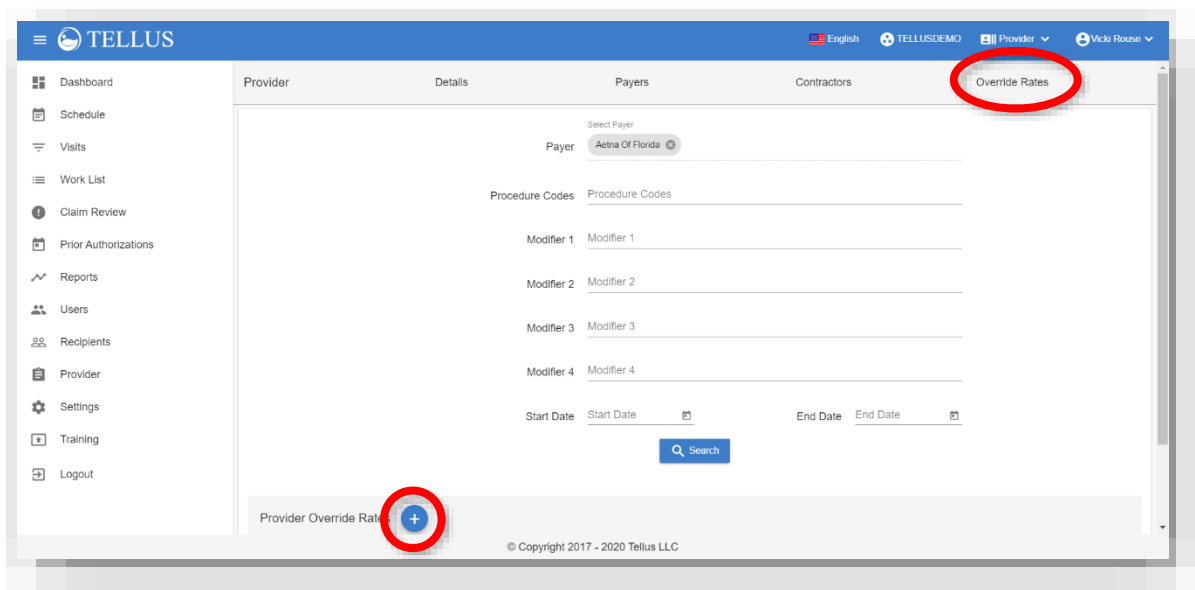 TELLUS English TELLUSDEMO Provider Vicki Rouse
Dashboard
Schedule
Visits
Work List
Claim Review
Prior Authorizations
Reports
Users
Recipients
Provider
Settings
Training
Logout
Provider Details Payers Contractors Override Rates
Select Payer
Payer Aetna Of Florida
Procedure Codes Procedure Codes
Modifier 1 Modifier 1
Modifier 2 Modifier 2
Modifier 3 Modifier 3
Modifier 4 Modifier 4
Start Date Start Date End Date End Date
Search
Provider Override Rates +
© Copyright 2017 - 2020 Tellus LLC